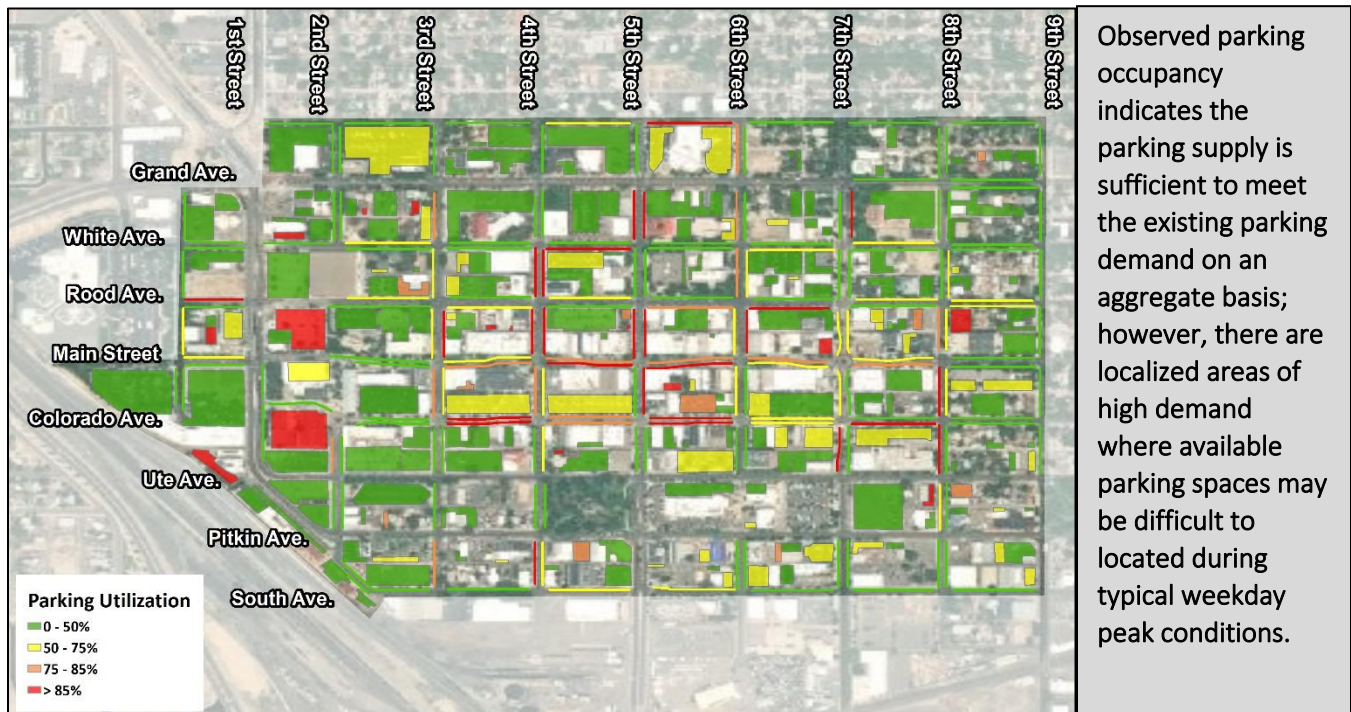 1st Street
2nd Street
3rd Street
4th Street
5th Street
6th Street
7th Street
8th Street
9th Street
Grand Ave.
White Ave.
Rood Ave.
Main Street
Colorado Ave.
Ute Ave.
Pitkin Ave.
South Ave.
Parking Utilization
0 - 50%
50 - 75%
75 - 85%
> 85%
Observed parking
occupancy
indicates the
parking supply is
sufficient to meet
the existing parking
demand on an
aggregate basis;
however, there are
localized areas of
high demand
where available
parking spaces may
be difficult to
located during
typical weekday
peak conditions.